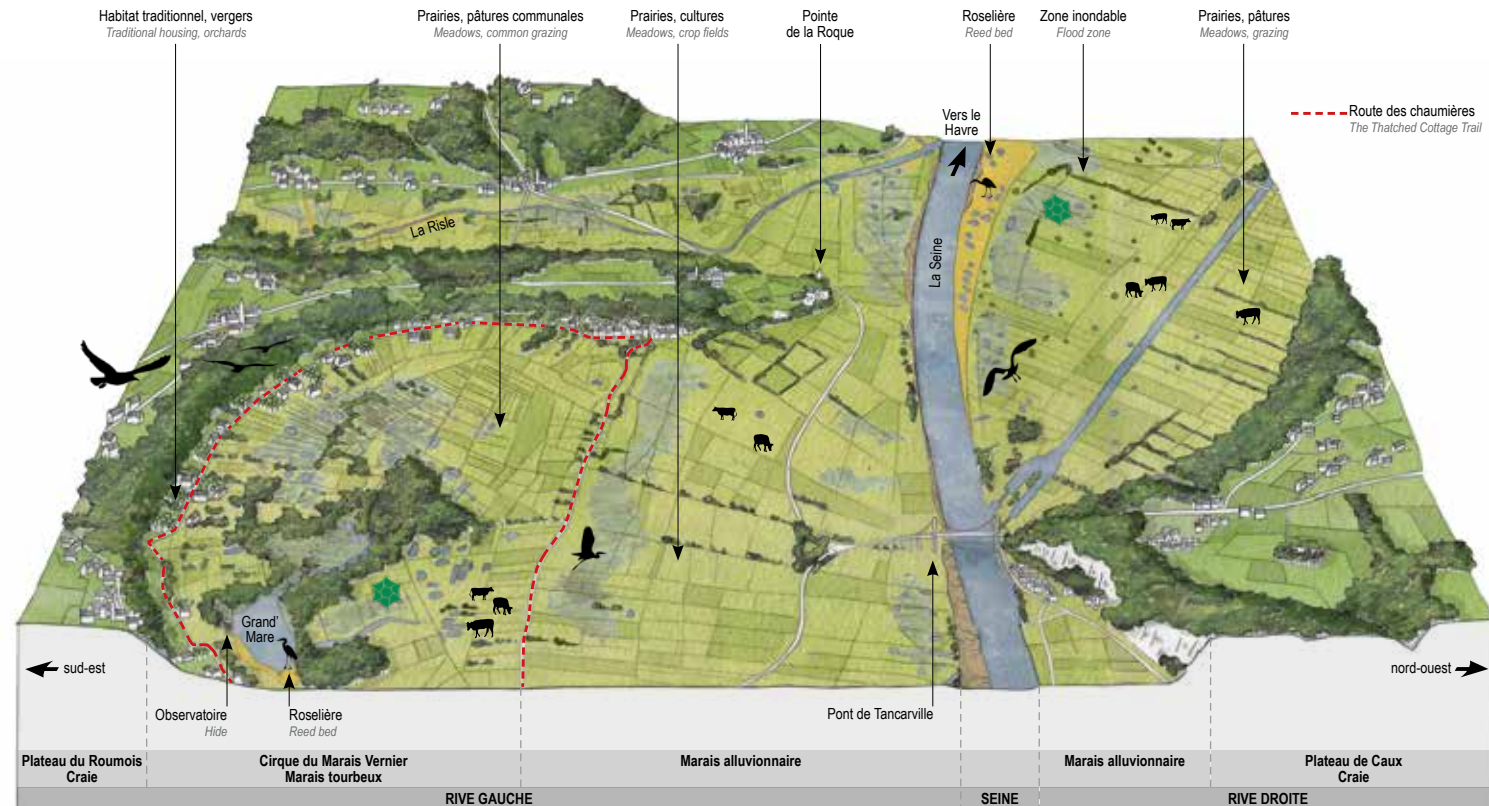 Habitat traditionnel, vergers
Traditional housing, orchards
Prairies, pâtures communales
Meadows, common grazing
Prairies, cultures
Meadows, crop fields
Pointe
de la Roque
Roselière
Reed bed
Zone inondable
Flood zone
Prairies, pâtures
Meadows, grazing
Route des chaumières
The Thatched Cottage Trail
Vers le
Havre
La Risle
La Seine
Grand'
Mare
sud-est
nord-ouest
Observatoire
Hide
Roselière
Reed bed
Pont de Tancarville
Plateau du Roumois
Craie
Cirque du Marais Vernier
Marais tourbeux
Marais alluvionnaire
Marais alluvionnaire
Plateau de Caux
Craie
RIVE GAUCHE
SEINE
RIVE DROITE